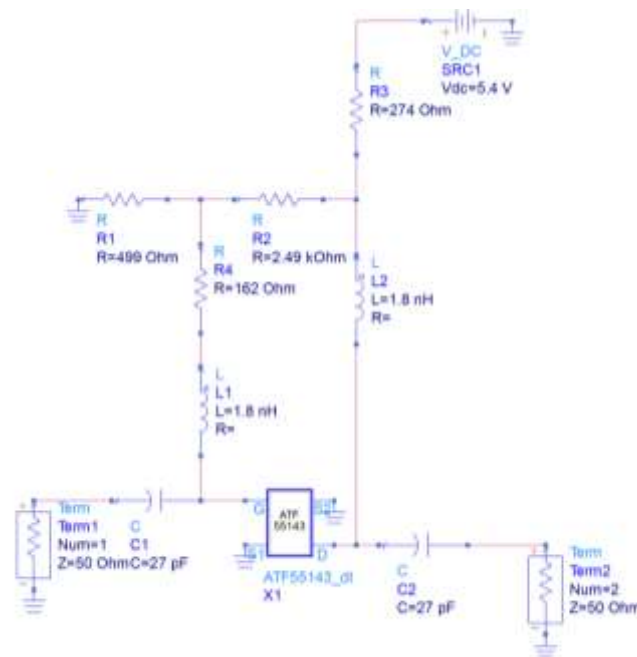 V_DC
SRC1
Vdc=5.4 V
R
R3
R=274 Ohm
R
R1
R=499 Ohm
R
R2
R=2.49 kOhm
R
R4
R=162 Ohm
L
L2
L=1.8 nH
R=
L
L1
L=1.8 nH
R=
Term
Term1
Num=1
Z=50 Ohm
C
C1
C=27 pF
G
S2
ATF
55143
S1
D
ATF55143_dt
X1
C
C2
C=27 pF
Term
Term2
Num=2
Z=50 Ohm